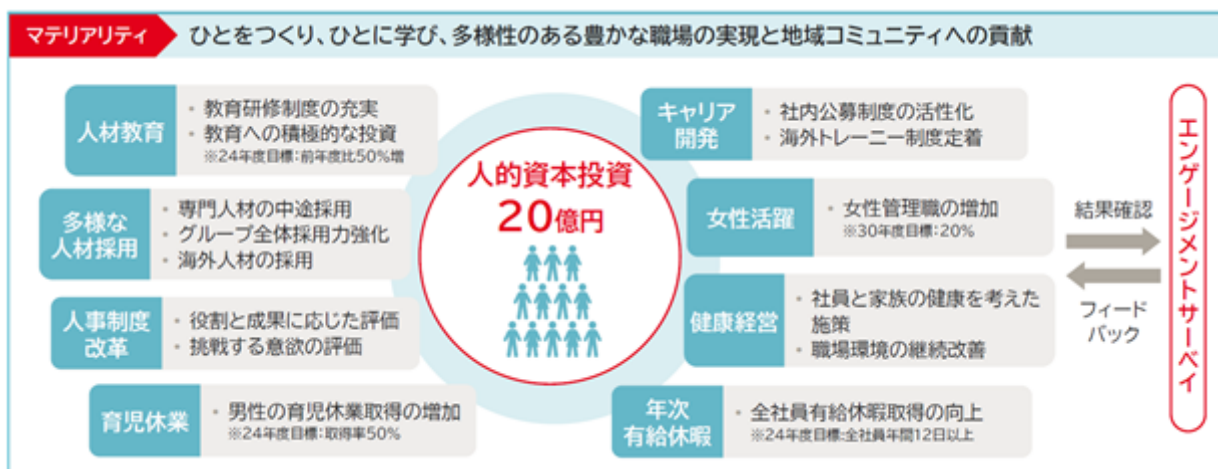 マテリアリティ
ひとをつくり、ひとに学び、多様性のある豊かな職場の実現と地域コミュニティへの貢献
人材教育
・教育研修制度の充実
・教育への積極的な投資
※24年度目標:前年度比50%増
多様な
人材採用
・専門人材の中途採用
・グループ全体採用力強化
・海外人材の採用
人事制度
改革
・役割と成果に応じた評価
・挑戦する意欲の評価
育児休業
・男性の育児休業取得の増加
※24年度目標:取得率50%
人的資本投資
20億円
キャリア
開発
・社内公募制度の活性化
・海外トレーニー制度定着
女性活躍
・女性管理職の増加
※30年度目標:20%
健康経営
・社員と家族の健康を考えた
施策
・職場環境の継続改善
年次
有給休暇
・全社員有給休暇取得の向上
※24年度目標:全社員年間12日以上
結果確認
フィード
バック
エンゲージメントサーベイ